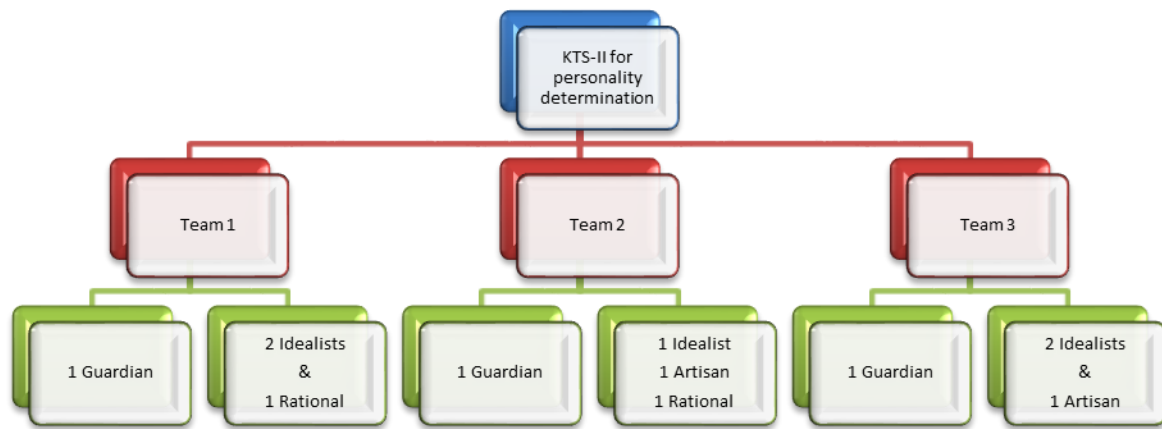 KTS-II for
personality
determination
Team 1
Team 2
Team 3
1 Guardian
2 Idealists
&
1 Rational
1 Guardian
1 Idealist
1 Artisan
1 Rational
1 Guardian
2 Idealists
&
1 Artisan